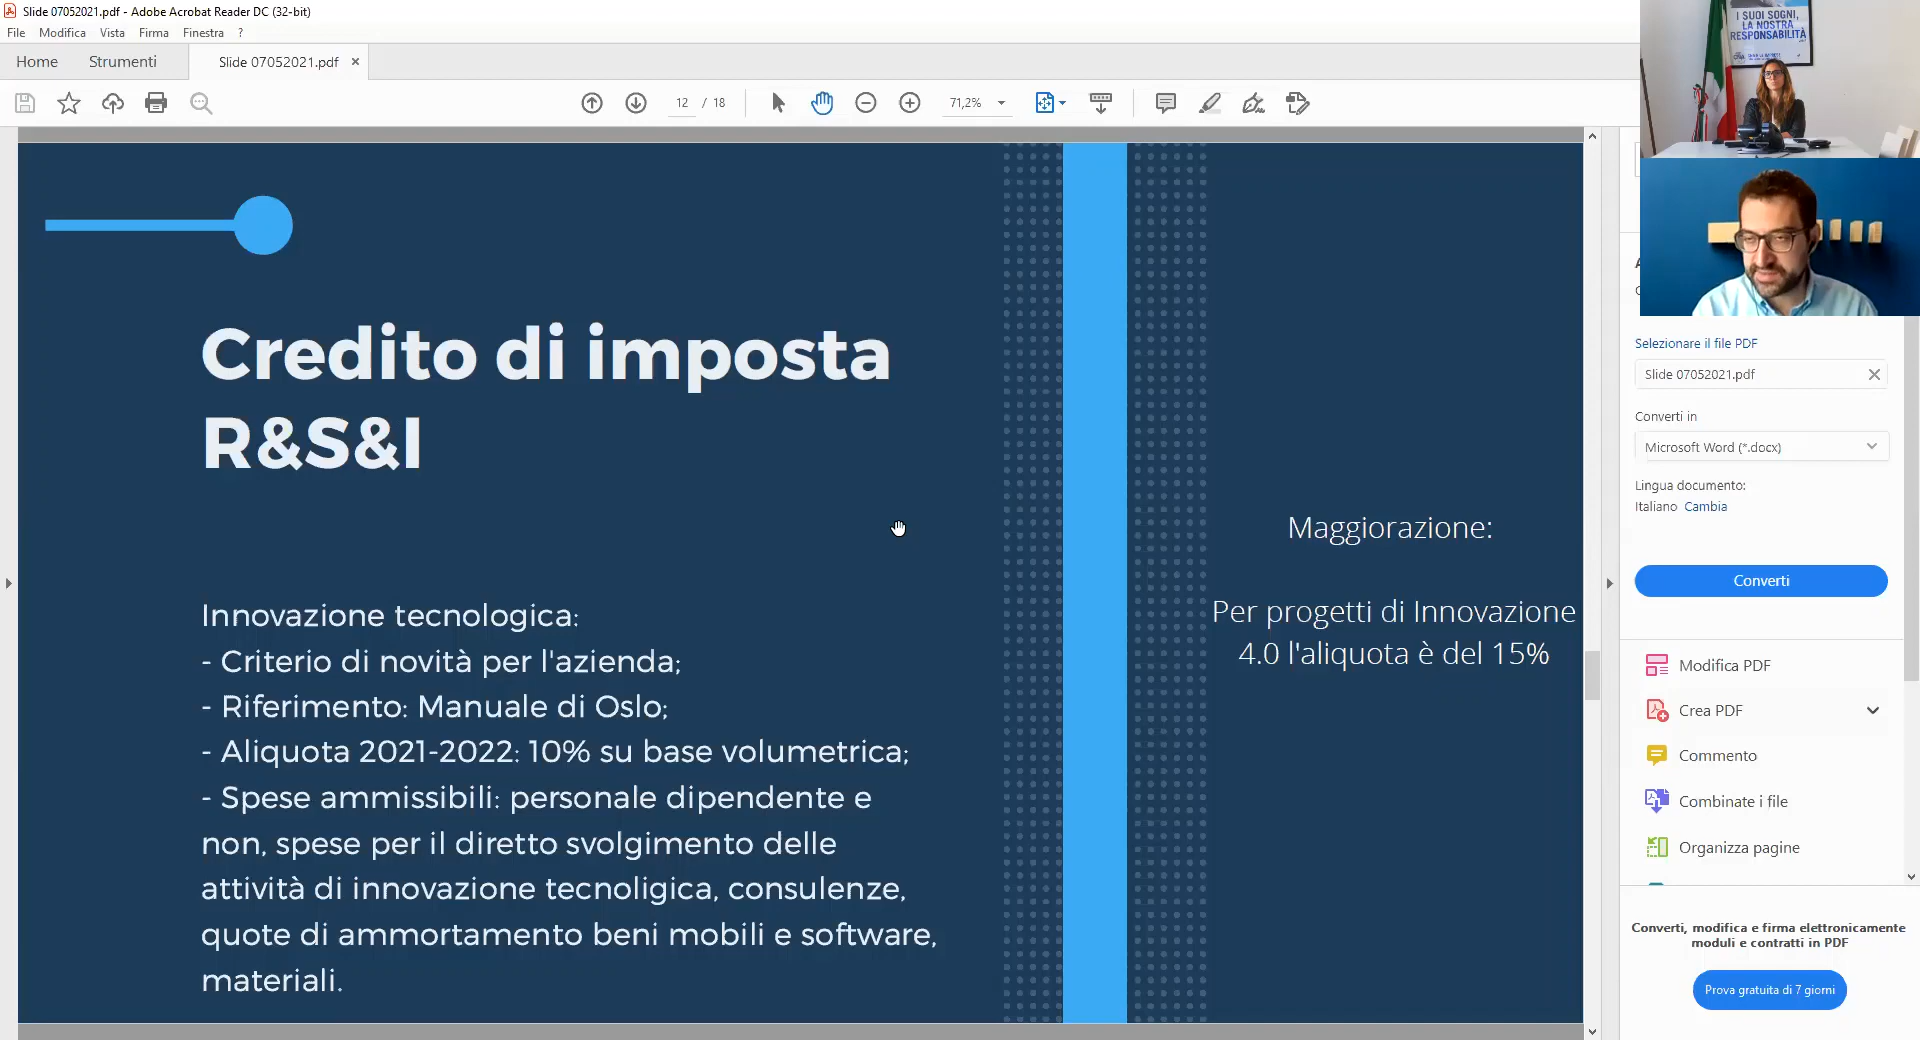 Slide 07052021.pdf - Adobe Acrobat Reader DC (32-bit)
File Modifica Vista Firma Finestra ?
Home Strumenti Slide 07052021.pdf
12 / 18 71,2%
I SUOI SOGNI,
LA NOSTRA
RESPONSABILITÀ
Credito di imposta
R&S&I
Innovazione tecnologica:
- Criterio di novità per l'azienda;
- Riferimento: Manuale di Oslo;
- Aliquota 2021-2022: 10% su base volumetrica;
- Spese ammissibili: personale dipendente e
non, spese per il diretto svolgimento delle
attività di innovazione tecnoligica, consulenze,
quote di ammortamento beni mobili e software,
materiali.
Maggiorazione:
Per progetti di Innovazione
4.0 l'aliquota è del 15%
Selezionare il file PDF
Slide 07052021.pdf
Converti in
Microsoft Word (*.docx)
Lingua documento:
Italiano Cambia
Converti
Modifica PDF
Crea PDF
Commento
Combinate i file
Organizza pagine
Converti, modifica e firma elettronicamente
moduli e contratti in PDF
Prova gratuita di 7 giorni